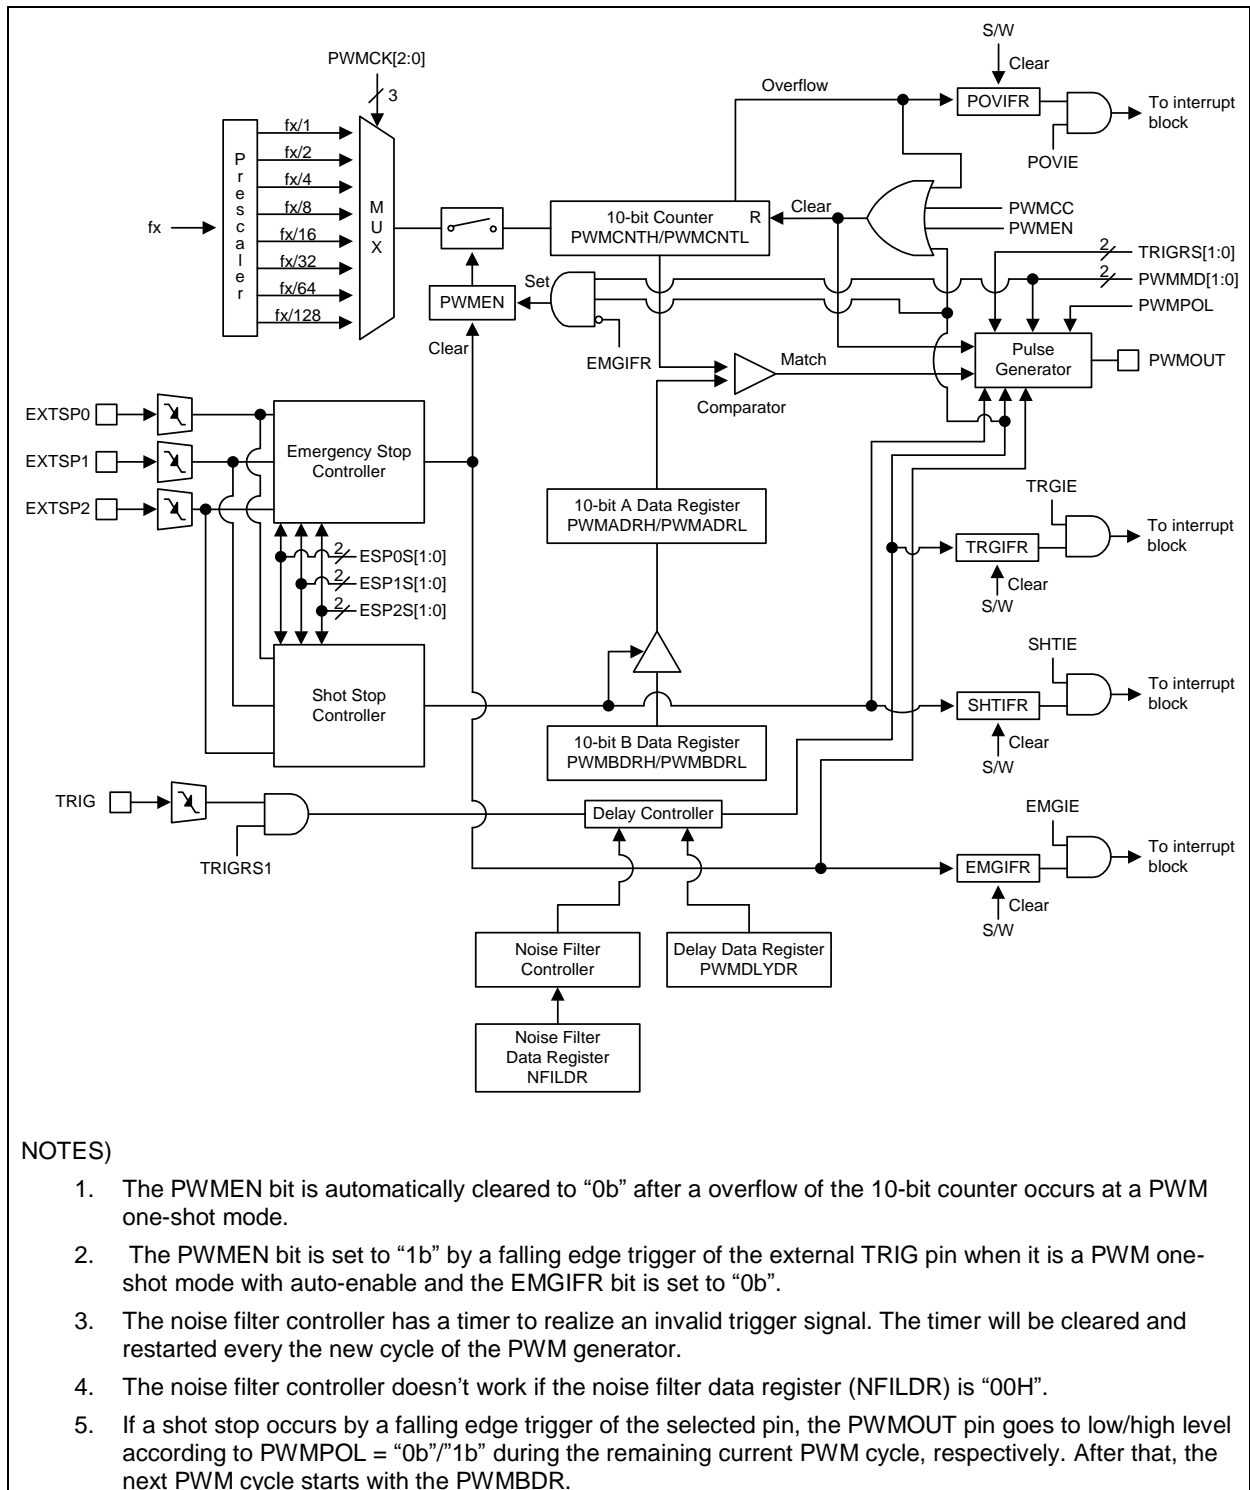 S/W
Clear
PWMCK[2:0]
3
Overflow
POVIFR
To interrupt
block
POVIE
Prescaler
fx
fx/1
fx/2
fx/4
fx/8
fx/16
fx/32
fx/64
fx/128
MUX
10-bit Counter
PWMCNTH/PWMCNTL
R
Clear
PWMCC
PWMEN
2
TRIGRS[1:0]
2
PWMMD[1:0]
PWMPOL
PWMEN
Set
Clear
EMGIFR
Pulse
Generator
PWMOUT
Match
Comparator
EXTSP0
EXTSP1
EXTSP2
Emergency Stop
Controller
2
ESP0S[1:0]
2
ESP1S[1:0]
2
ESP2S[1:0]
10-bit A Data Register
PWMADRH/PWMADRL
TRGIE
TRGIFR
To interrupt
block
Clear
S/W
Shot Stop
Controller
SHTIE
SHTIFR
To interrupt
block
Clear
S/W
10-bit B Data Register
PWMBDRH/PWMBDRL
TRIG
TRIGRS1
Delay Controller
EMGIE
EMGIFR
To interrupt
block
Clear
S/W
Noise Filter
Controller
Delay Data Register
PWMDLYDR
Noise Filter
Data Register
NFILDR
NOTES)
1. The PWMEN bit is automatically cleared to “0b” after a overflow of the 10-bit counter occurs at a PWM
one-shot mode.
2. The PWMEN bit is set to “1b” by a falling edge trigger of the external TRIG pin when it is a PWM one-
shot mode with auto-enable and the EMGIFR bit is set to “0b”.
3. The noise filter controller has a timer to realize an invalid trigger signal. The timer will be cleared and
restarted every the new cycle of the PWM generator.
4. The noise filter controller doesn’t work if the noise filter data register (NFILDR) is “00H”.
5. If a shot stop occurs by a falling edge trigger of the selected pin, the PWMOUT pin goes to low/high level
according to PWMPOL = “0b”/”1b” during the remaining current PWM cycle, respectively. After that, the
next PWM cycle starts with the PWMBDR.